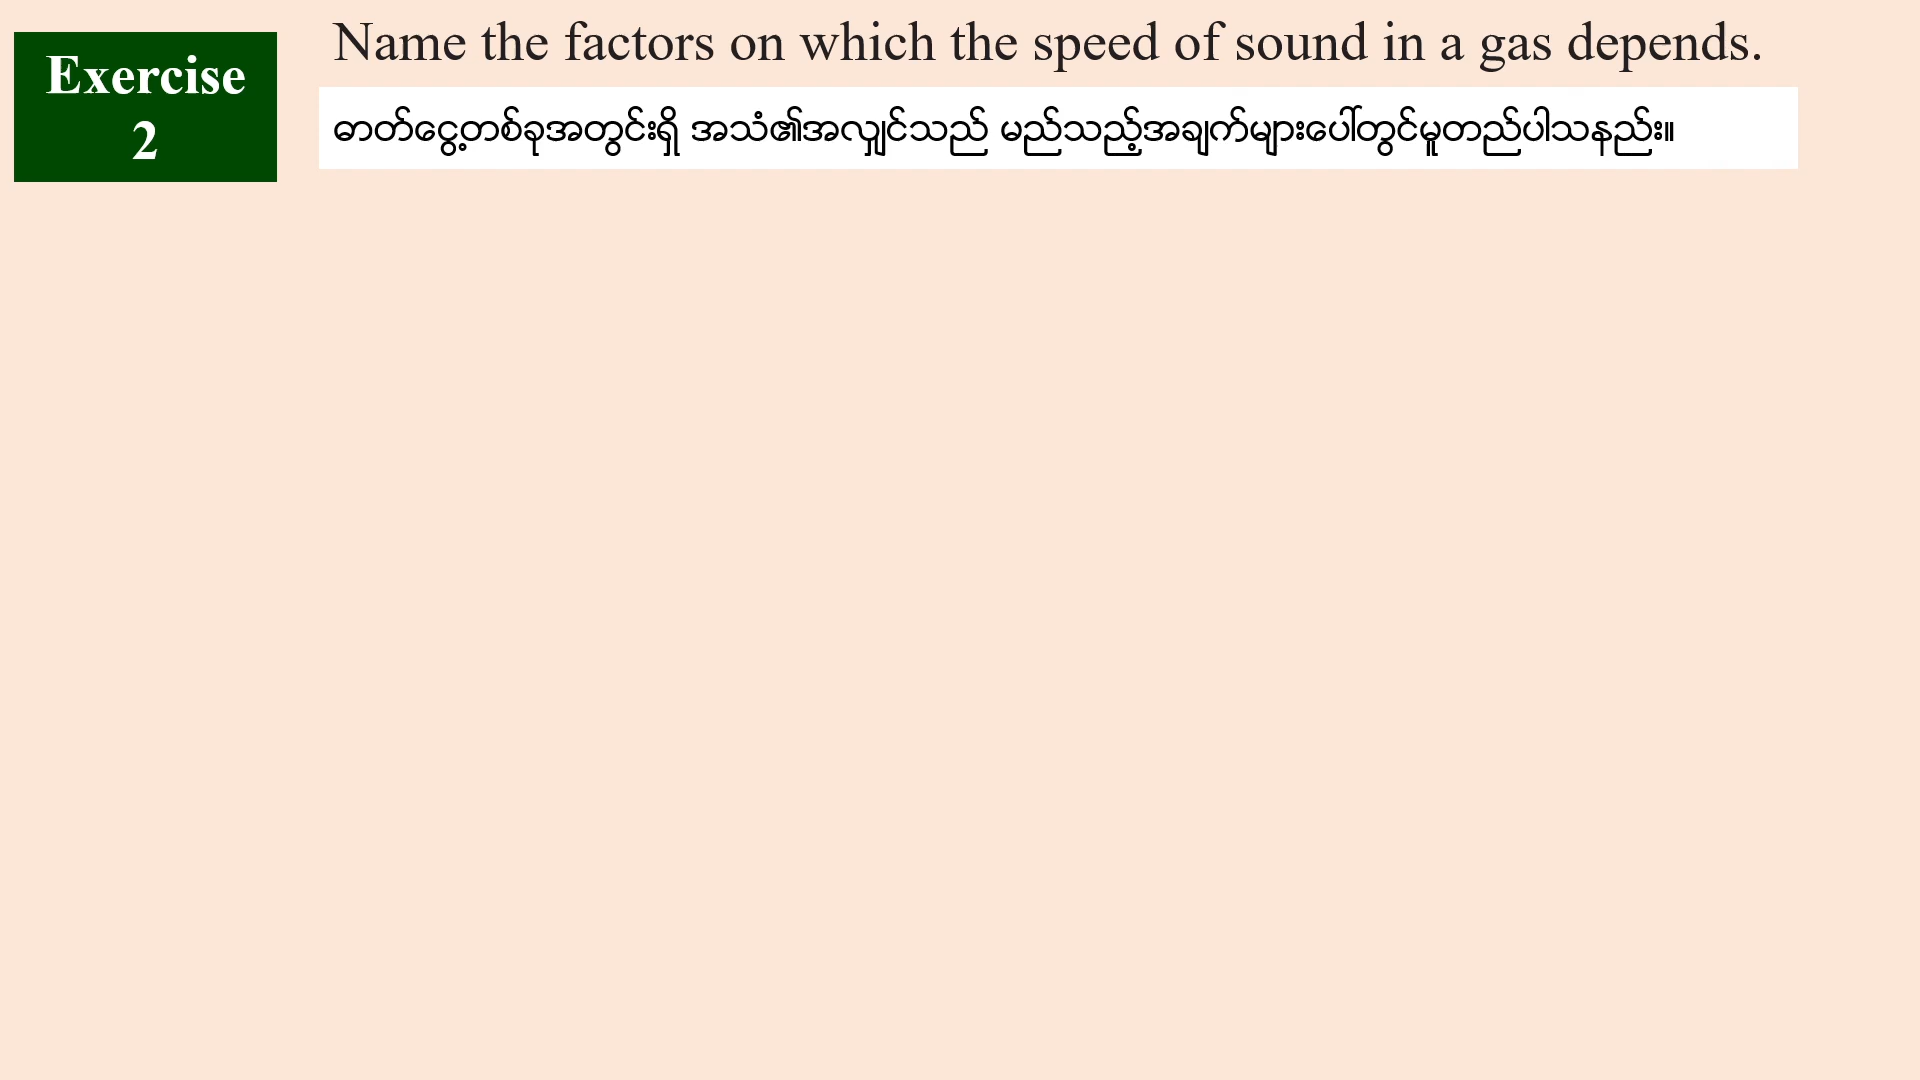 Exercise
2
Name the factors on which the speed of sound in a gas depends.
ဓာတ်ငွေ့တစ်ခုအတွင်းရှိ အသံ၏အလျှင်သည် မည်သည့်အချက်များပေါ်တွင်မူတည်ပါသနည်း။